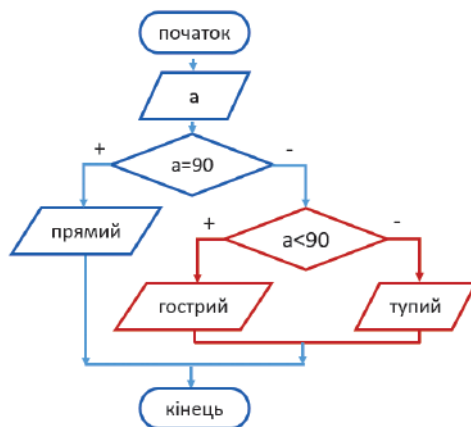 початок
a
+
-
a=90
прямий
+
-
a<90
гострий
тупий
кінець